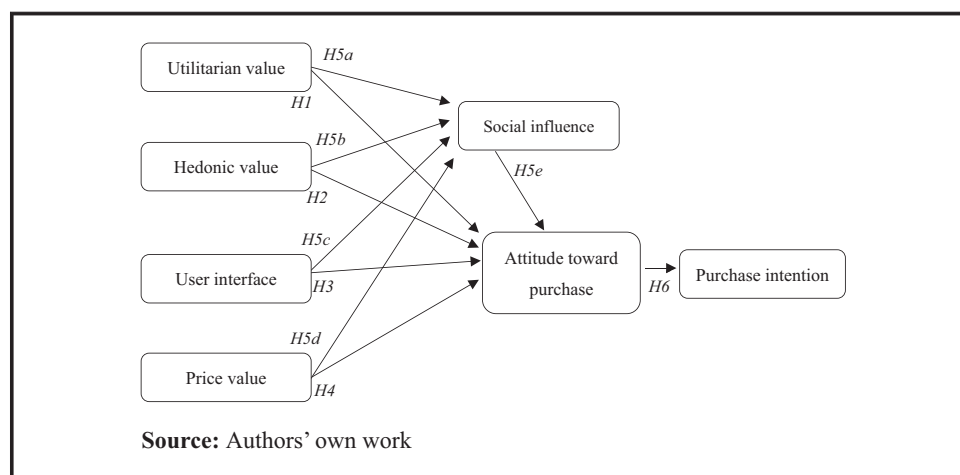 Utilitarian value
H5a
H1
Social influence
Hedonic value
H5b
H2
H5e
User interface
H5c
H3
Attitude toward
purchase
H6
Purchase intention
Price value
H5d
H4
Source: Authors' own work